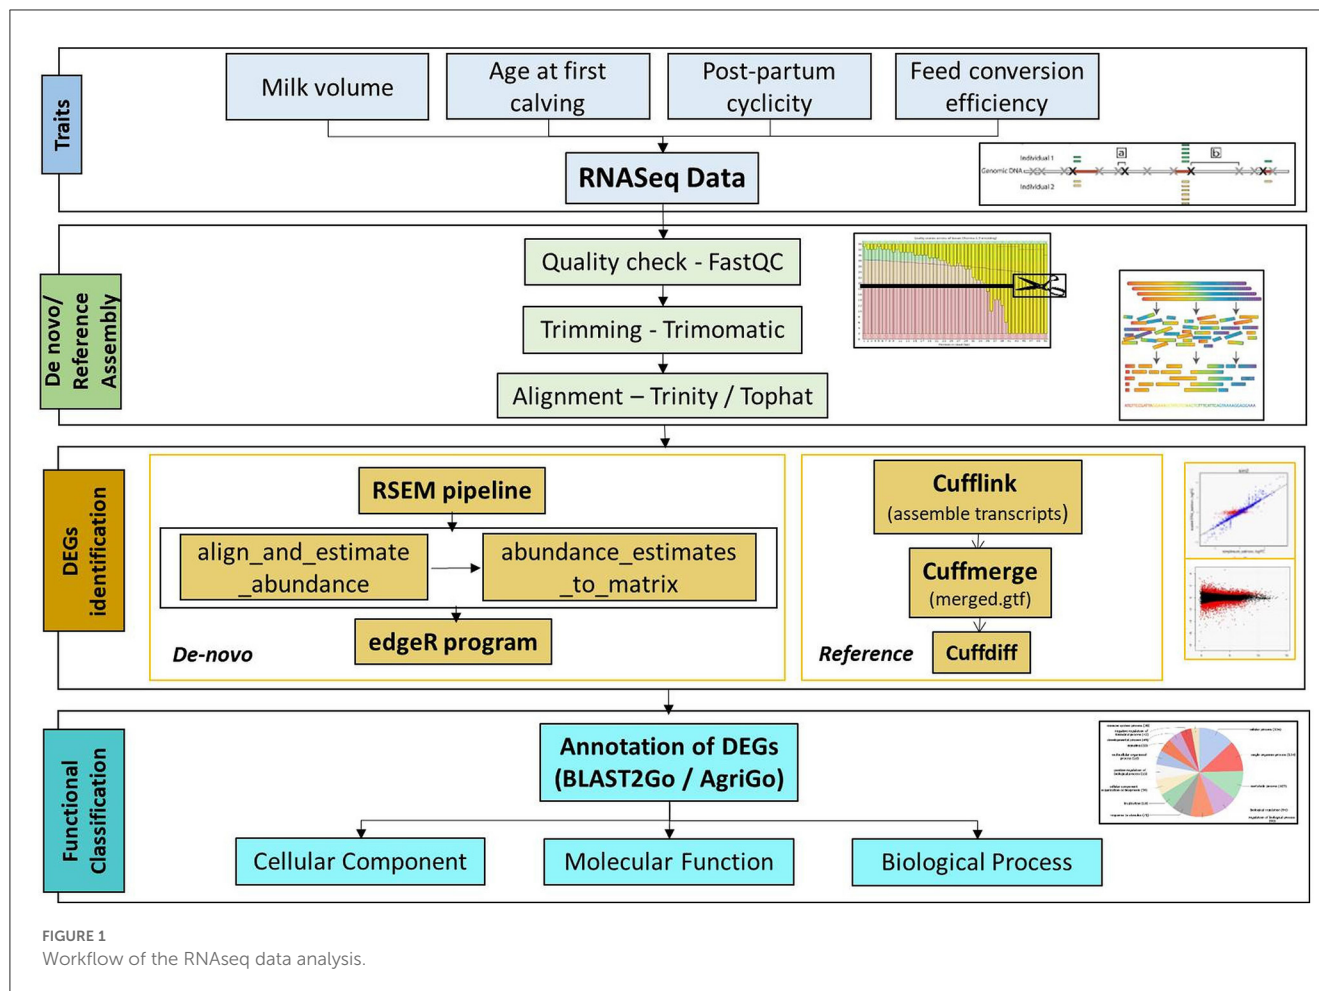 Traits
Milk volume
Age at first
calving
Post-partum
cyclicity
Feed conversion
efficiency
RNASeq Data
Individual 1
a
b
Genomic DNA
Individual 2
De novo/
Reference
Assembly
Quality check - FastQC
Trimming - Trimomatic
Alignment – Trinity / Tophat
DEGs
identification
RSEM pipeline
align_and_estimate
_abundance
abundance_estimates
_to_matrix
edgeR program
De-novo
Cufflink
(assemble transcripts)
Cuffmerge
(merged.gtf)
Cuffdiff
Reference
Functional
Classification
Annotation of DEGs
(BLAST2Go / AgriGo)
Cellular Component
Molecular Function
Biological Process
FIGURE 1
Workflow of the RNAseq data analysis.